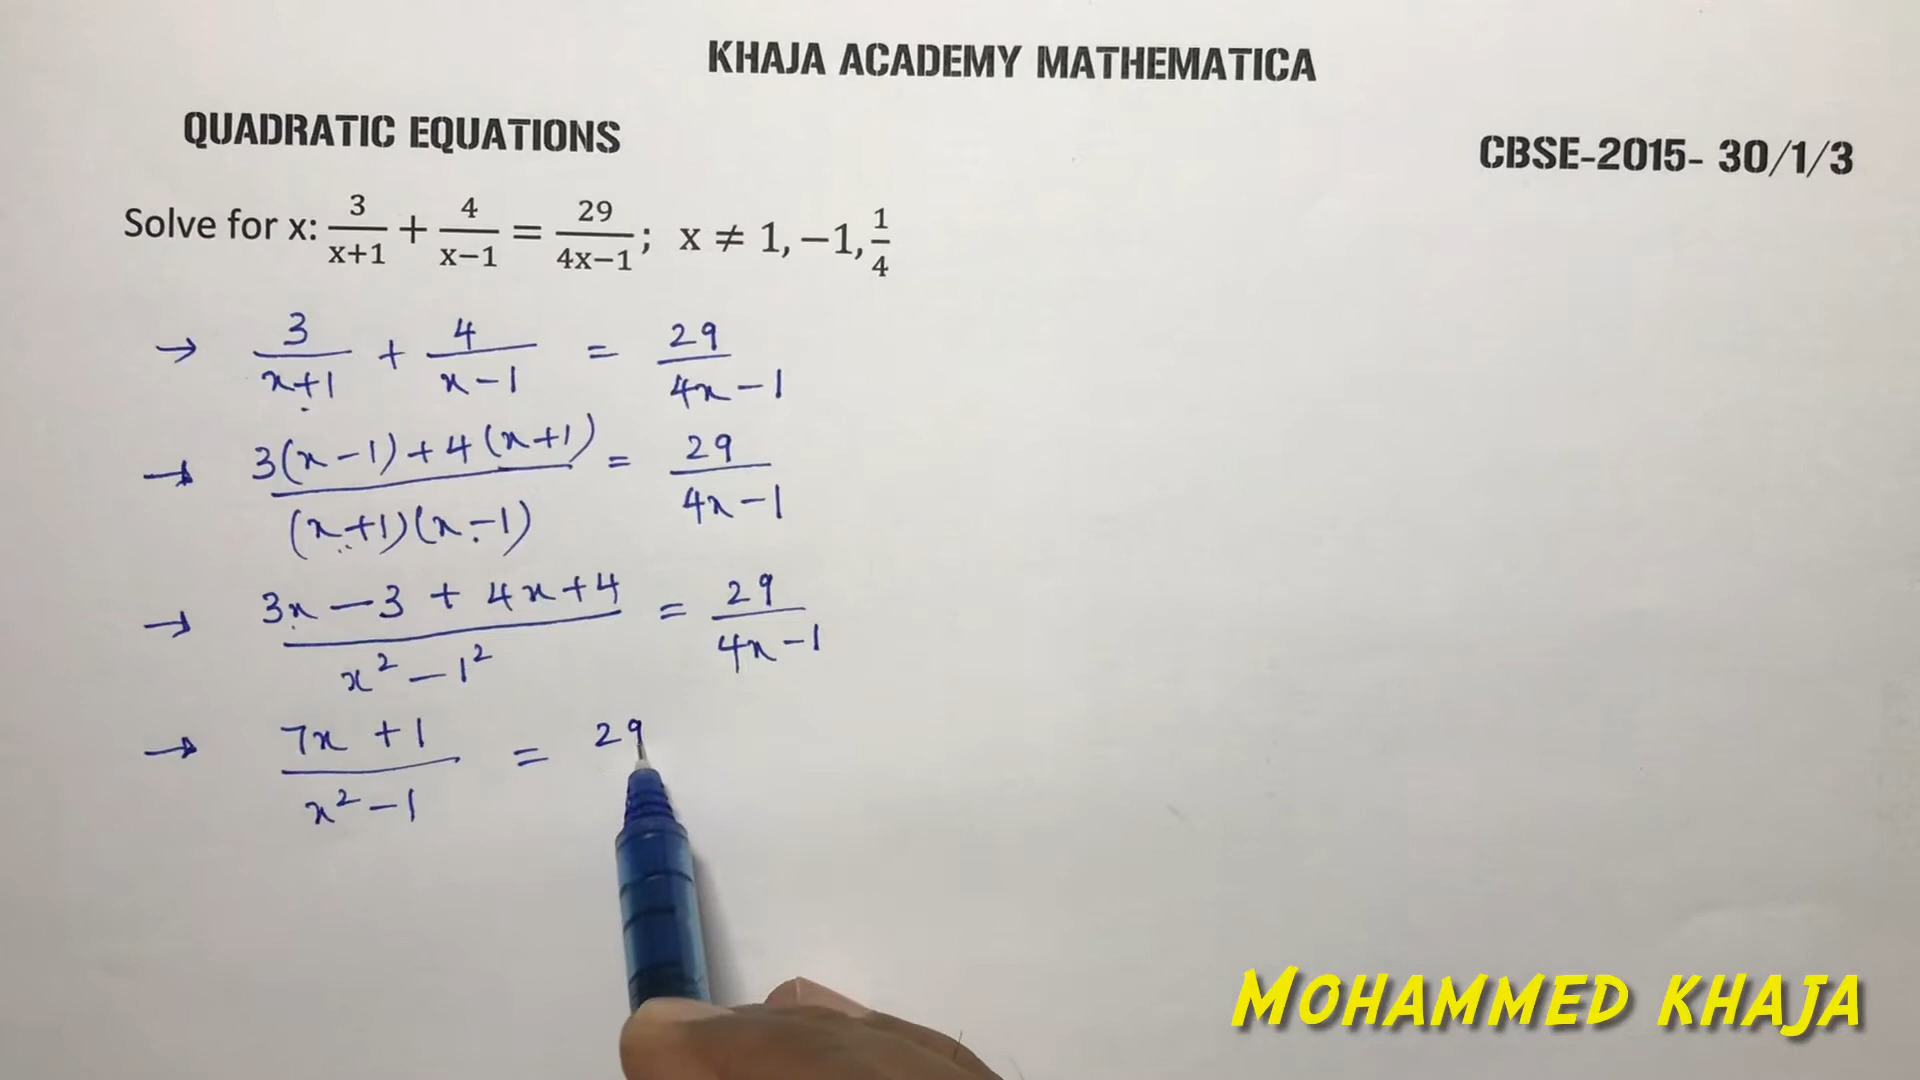 KHAJA ACADEMY MATHEMATICA
QUADRATIC EQUATIONS
CBSE-2015- 30/1/3
Solve for x: 3/(x+1) + 4/(x−1) = 29/(4x−1); x ≠ 1, −1, 1/4
→ 3/(x+1) + 4/(x−1) = 29/(4x−1)
→ (3(x−1)+4(x+1))/((x+1)(x−1)) = 29/(4x−1)
→ (3x−3+4x+4)/(x²−1²) = 29/(4x−1)
→ (7x+1)/(x²−1) = 29
MOHAMMED KHAJA